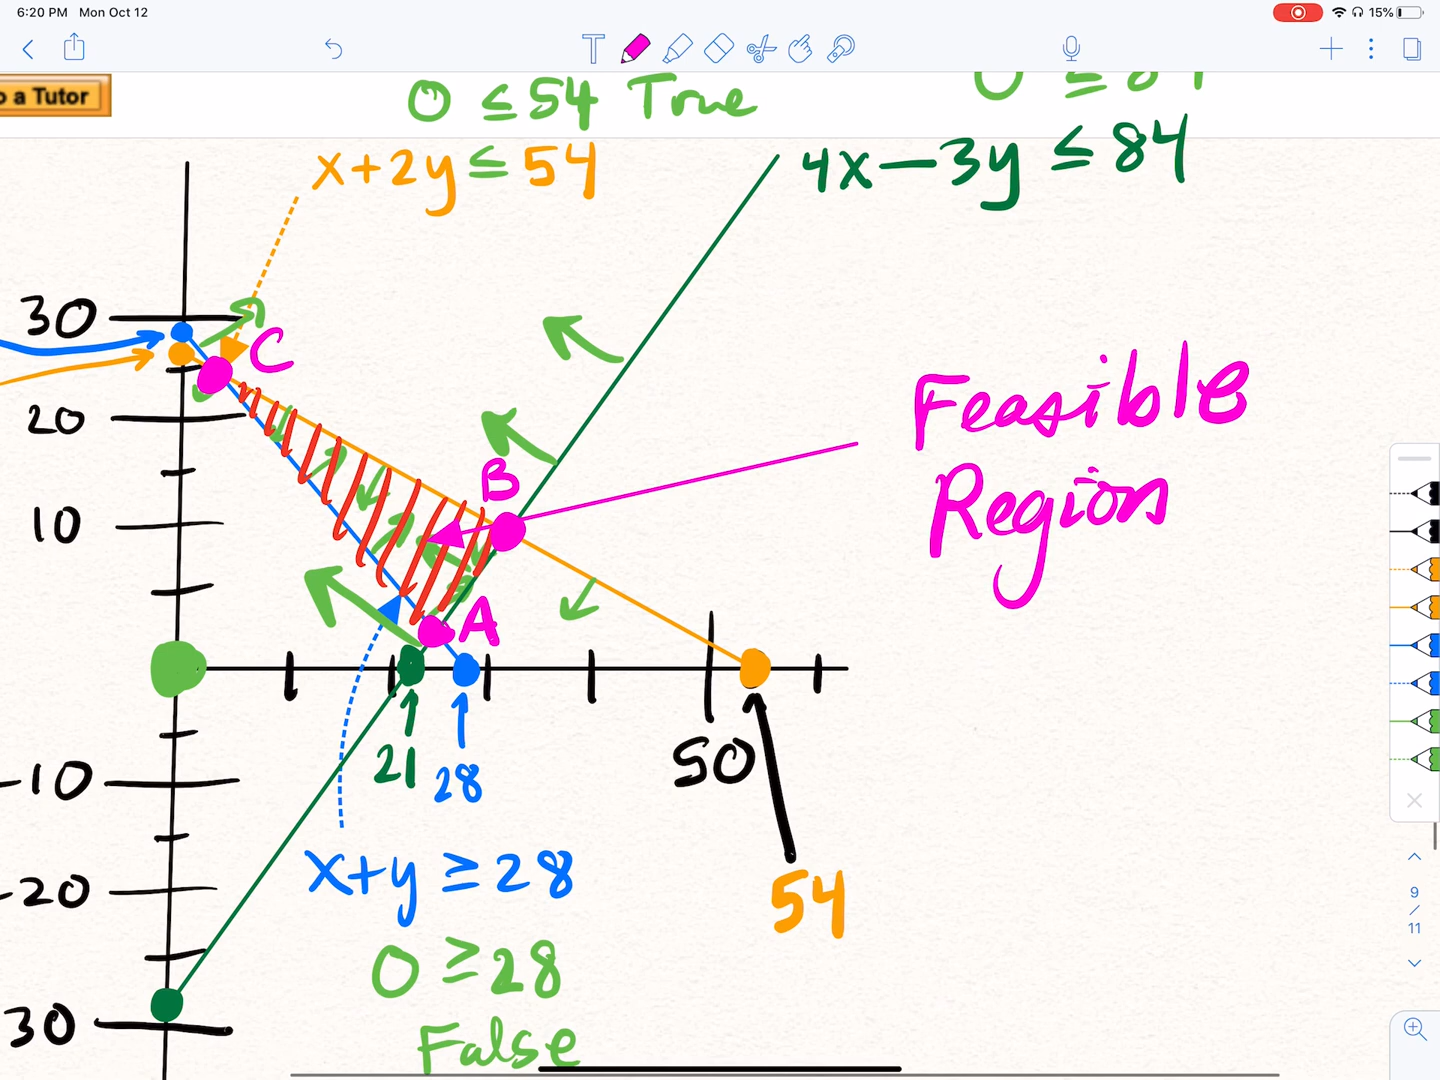 6:20 PM Mon Oct 12
15%
o a Tutor
0 ≤ 54 True
x+2y ≤ 54
4x-3y ≤ 84
30
C
20
Feasible
Region
B
10
A
50
21
28
-10
x+y ≥ 28
-20
54
0 ≥ 28
30
False
9
/
11